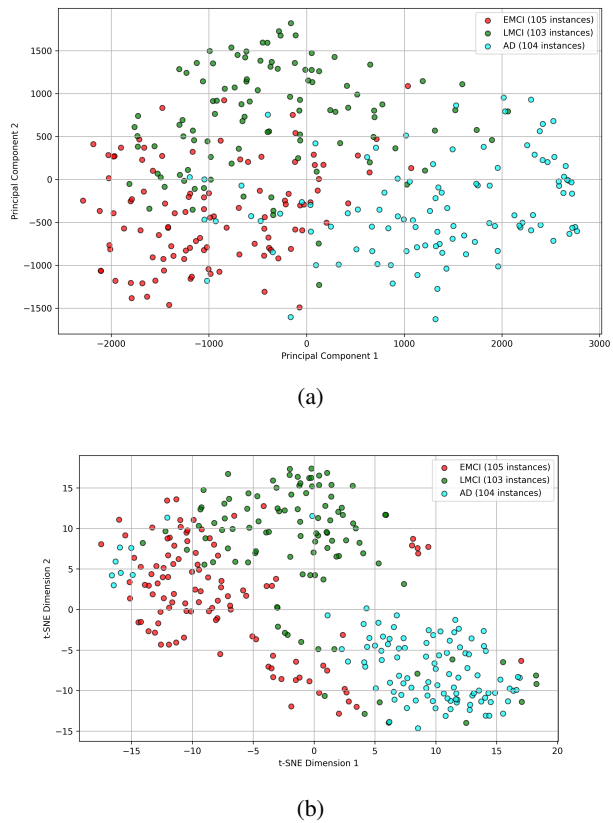 EMCI (105 instances)
LMCI (103 instances)
AD (104 instances)
1500
1000
500
0
−500
−1000
−1500
Principal Component 2
−2000
−1000
0
1000
2000
3000
Principal Component 1
(a)
EMCI (105 instances)
LMCI (103 instances)
AD (104 instances)
15
10
5
0
−5
−10
−15
t-SNE Dimension 2
−15
−10
−5
0
5
10
15
20
t-SNE Dimension 1
(b)